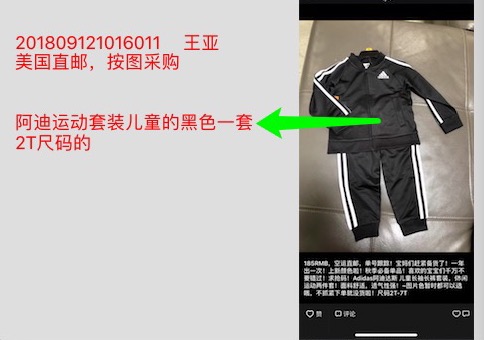 201809121016011 王亚
美国直邮，按图采购
阿迪运动套装儿童的黑色一套
2T尺码的
adidas
185RMB，空运直邮，单号跟踪！宝妈们赶紧备货了！一年
出一次！上新颜色啦！秋季必备单品！喜欢的宝宝们千万不
要错过！求抢码！Adidas阿迪达斯 儿童长袖长裤套装，休闲
运动两件套！面料舒适，透气性强！~图片色暂时都可以选
哦，不抓紧下单就没货啦！尺码2T-7T
赞 评论